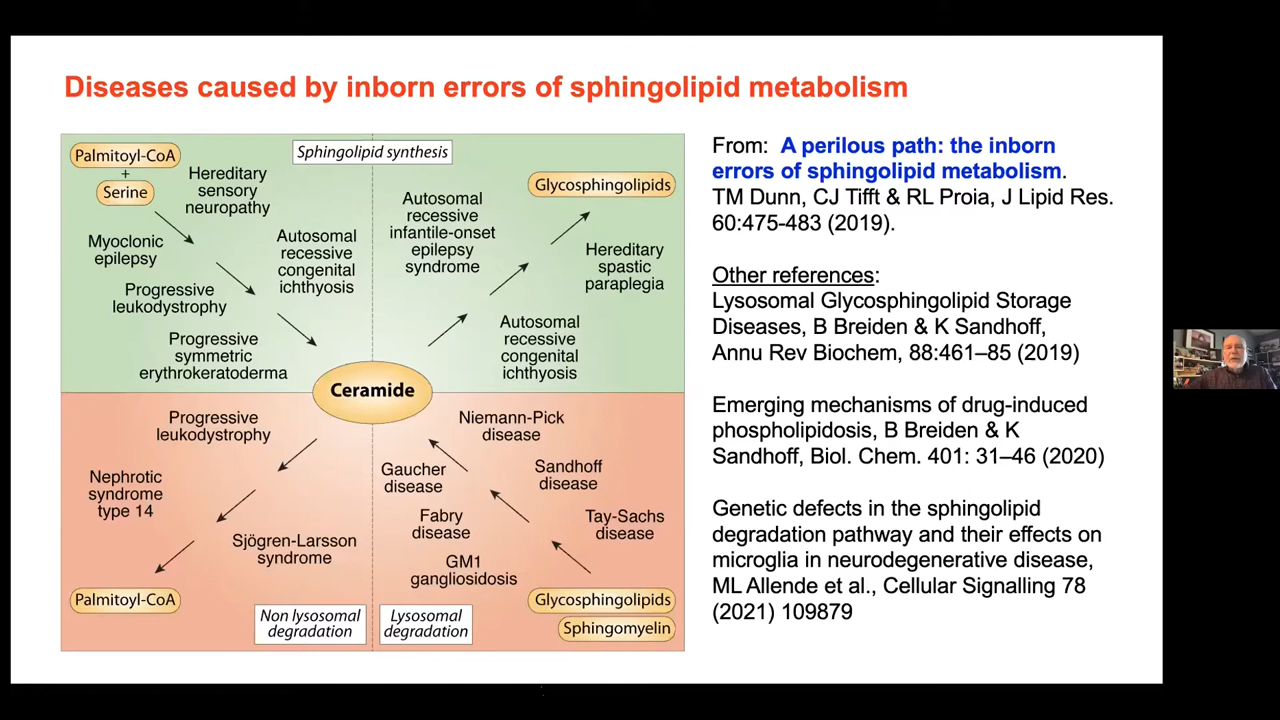 Diseases caused by inborn errors of sphingolipid metabolism
Palmitoyl-CoA
+
Serine
Sphingolipid synthesis
Glycosphingolipids
Hereditary
sensory
neuropathy
Autosomal
recessive
infantile-onset
epilepsy
syndrome
Myoclonic
epilepsy
Autosomal
recessive
congenital
ichthyosis
Hereditary
spastic
paraplegia
Progressive
leukodystrophy
Progressive
symmetric
erythrokeratoderma
Autosomal
recessive
congenital
ichthyosis
Ceramide
Progressive
leukodystrophy
Niemann-Pick
disease
Nephrotic
syndrome
type 14
Gaucher
disease
Sandhoff
disease
Sjögren-Larsson
syndrome
Fabry
disease
Tay-Sachs
disease
GM1
gangliosidosis
Palmitoyl-CoA
Non lysosomal
degradation
Lysosomal
degradation
Glycosphingolipids
Sphingomyelin
From: A perilous path: the inborn
errors of sphingolipid metabolism.
TM Dunn, CJ Tifft & RL Proia, J Lipid Res.
60:475-483 (2019).
Other references:
Lysosomal Glycosphingolipid Storage
Diseases, B Breiden & K Sandhoff,
Annu Rev Biochem, 88:461–85 (2019)
Emerging mechanisms of drug-induced
phospholipidosis, B Breiden & K
Sandhoff, Biol. Chem. 401: 31–46 (2020)
Genetic defects in the sphingolipid
degradation pathway and their effects on
microglia in neurodegenerative disease,
ML Allende et al., Cellular Signalling 78
(2021) 109879